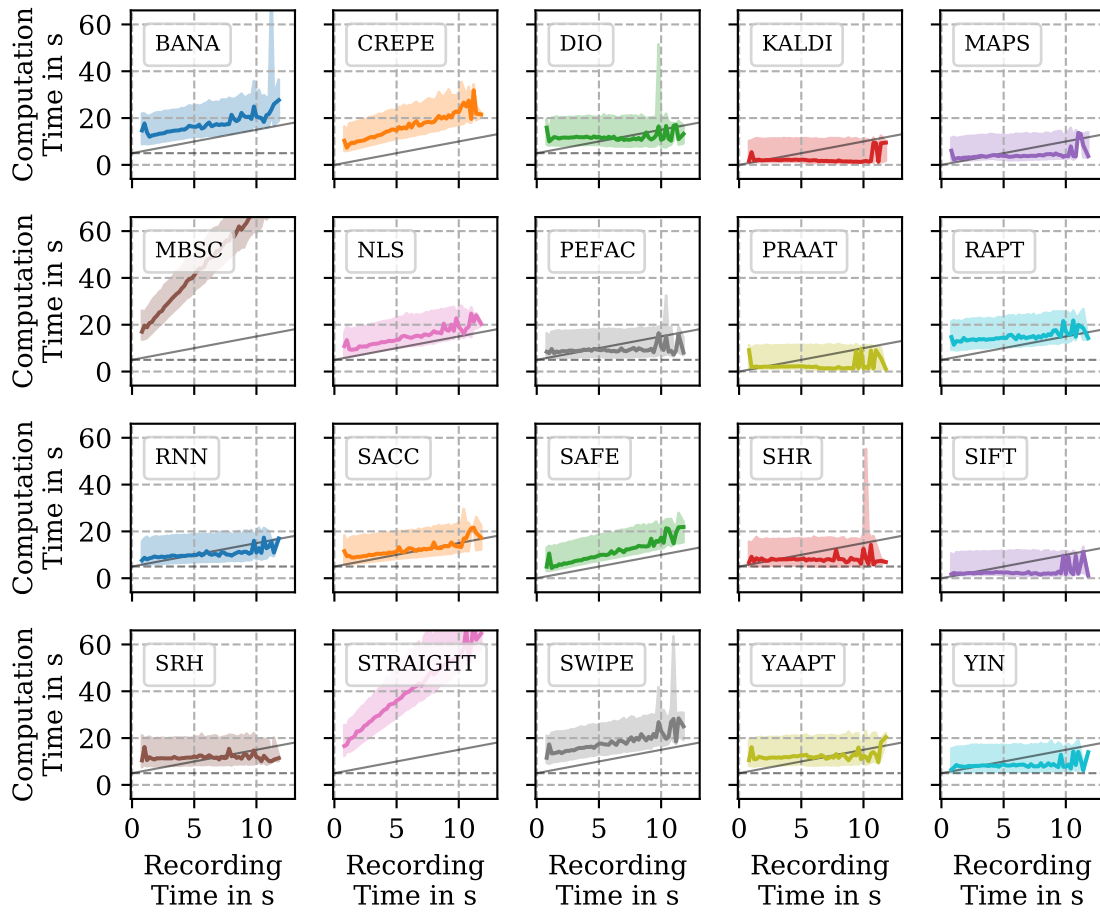 60
40
20
0
Computation
Time in s
BANA
CREPE
DIO
KALDI
MAPS
60
40
20
0
Computation
Time in s
MBSC
NLS
PEFAC
PRAAT
RAPT
60
40
20
0
Computation
Time in s
RNN
SACC
SAFE
SHR
SIFT
60
40
20
0
Computation
Time in s
SRH
STRAIGHT
SWIPE
YAAPT
YIN
0 5 10
0 5 10
0 5 10
0 5 10
0 5 10
Recording
Time in s
Recording
Time in s
Recording
Time in s
Recording
Time in s
Recording
Time in s